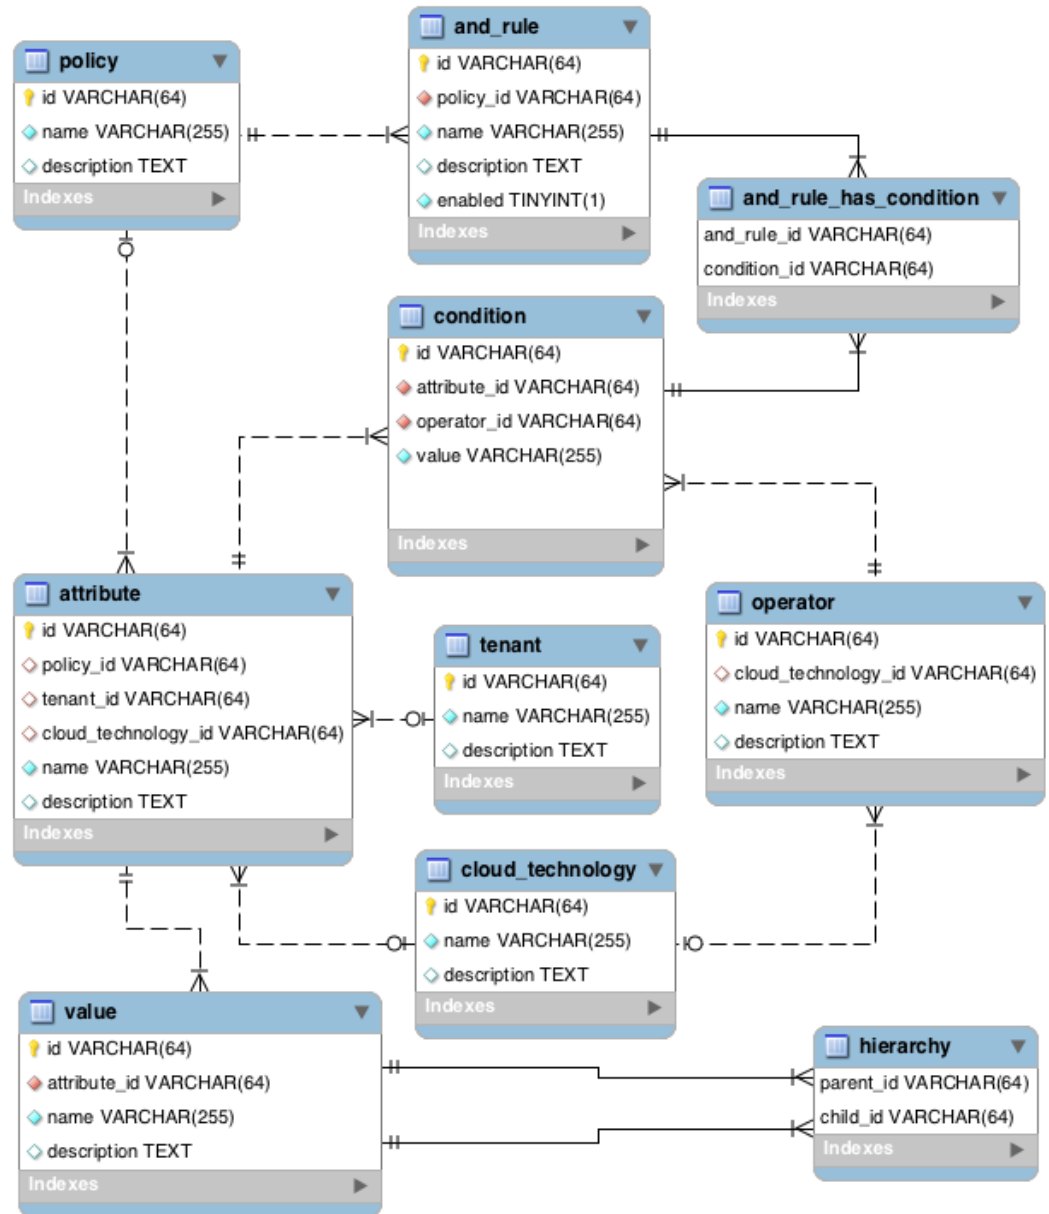 policy
id VARCHAR(64)
name VARCHAR(255)
description TEXT
Indexes
and_rule
id VARCHAR(64)
policy_id VARCHAR(64)
name VARCHAR(255)
description TEXT
enabled TINYINT(1)
Indexes
and_rule_has_condition
and_rule_id VARCHAR(64)
condition_id VARCHAR(64)
Indexes
condition
id VARCHAR(64)
attribute_id VARCHAR(64)
operator_id VARCHAR(64)
value VARCHAR(255)
Indexes
attribute
id VARCHAR(64)
policy_id VARCHAR(64)
tenant_id VARCHAR(64)
cloud_technology_id VARCHAR(64)
name VARCHAR(255)
description TEXT
Indexes
tenant
id VARCHAR(64)
name VARCHAR(255)
description TEXT
Indexes
operator
id VARCHAR(64)
cloud_technology_id VARCHAR(64)
name VARCHAR(255)
description TEXT
Indexes
cloud_technology
id VARCHAR(64)
name VARCHAR(255)
description TEXT
Indexes
value
id VARCHAR(64)
attribute_id VARCHAR(64)
name VARCHAR(255)
description TEXT
Indexes
hierarchy
parent_id VARCHAR(64)
child_id VARCHAR(64)
Indexes